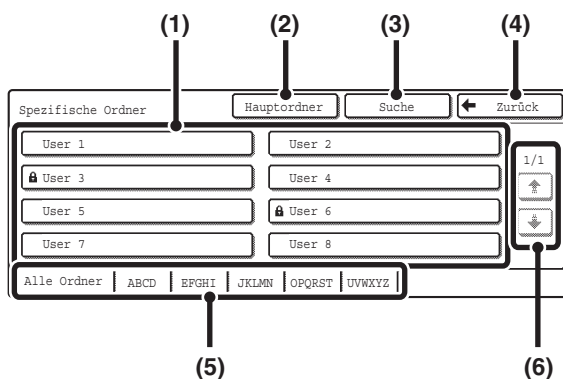 (1) (2) (3) (4)
Spezifische Ordner Hauptordner Suche Zurück
User 1 User 2
1/1
User 3 User 4
User 5 User 6
User 7 User 8
Alle Ordner ABCD EFGHI JKLMN OPQRST UVWXYZ
(5) (6)